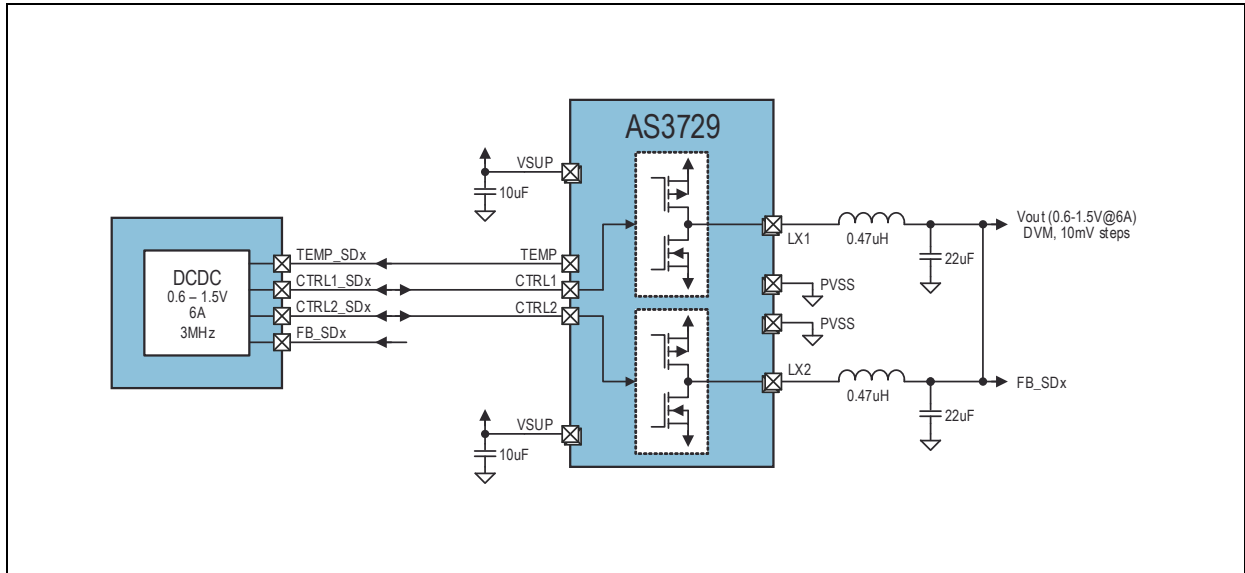 AS3729
VSUP
10uF
TEMP_SDx
CTRL1_SDx
CTRL2_SDx
FB_SDx
DCDC
0.6 – 1.5V
6A
3MHz
TEMP
CTRL1
CTRL2
VSUP
10uF
LX1
0.47uH
22uF
Vout (0.6-1.5V@6A)
DVM, 10mV steps
PVSS
PVSS
LX2
0.47uH
22uF
FB_SDx